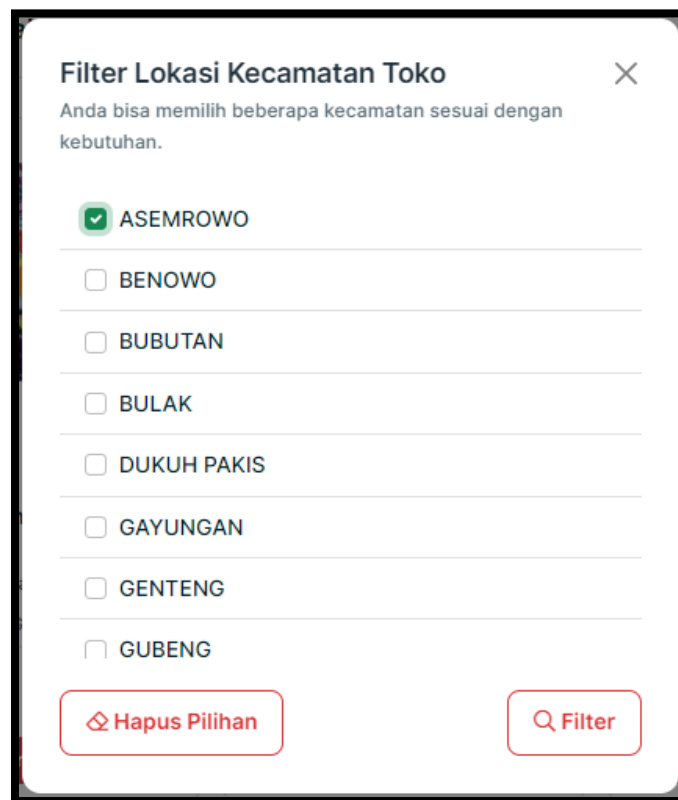 Filter Lokasi Kecamatan Toko
Anda bisa memilih beberapa kecamatan sesuai dengan
kebutuhan.
ASEMROWO
BENOWO
BUBUTAN
BULAK
DUKUH PAKIS
GAYUNGAN
GENTENG
GUBENG
Hapus Pilihan
Filter